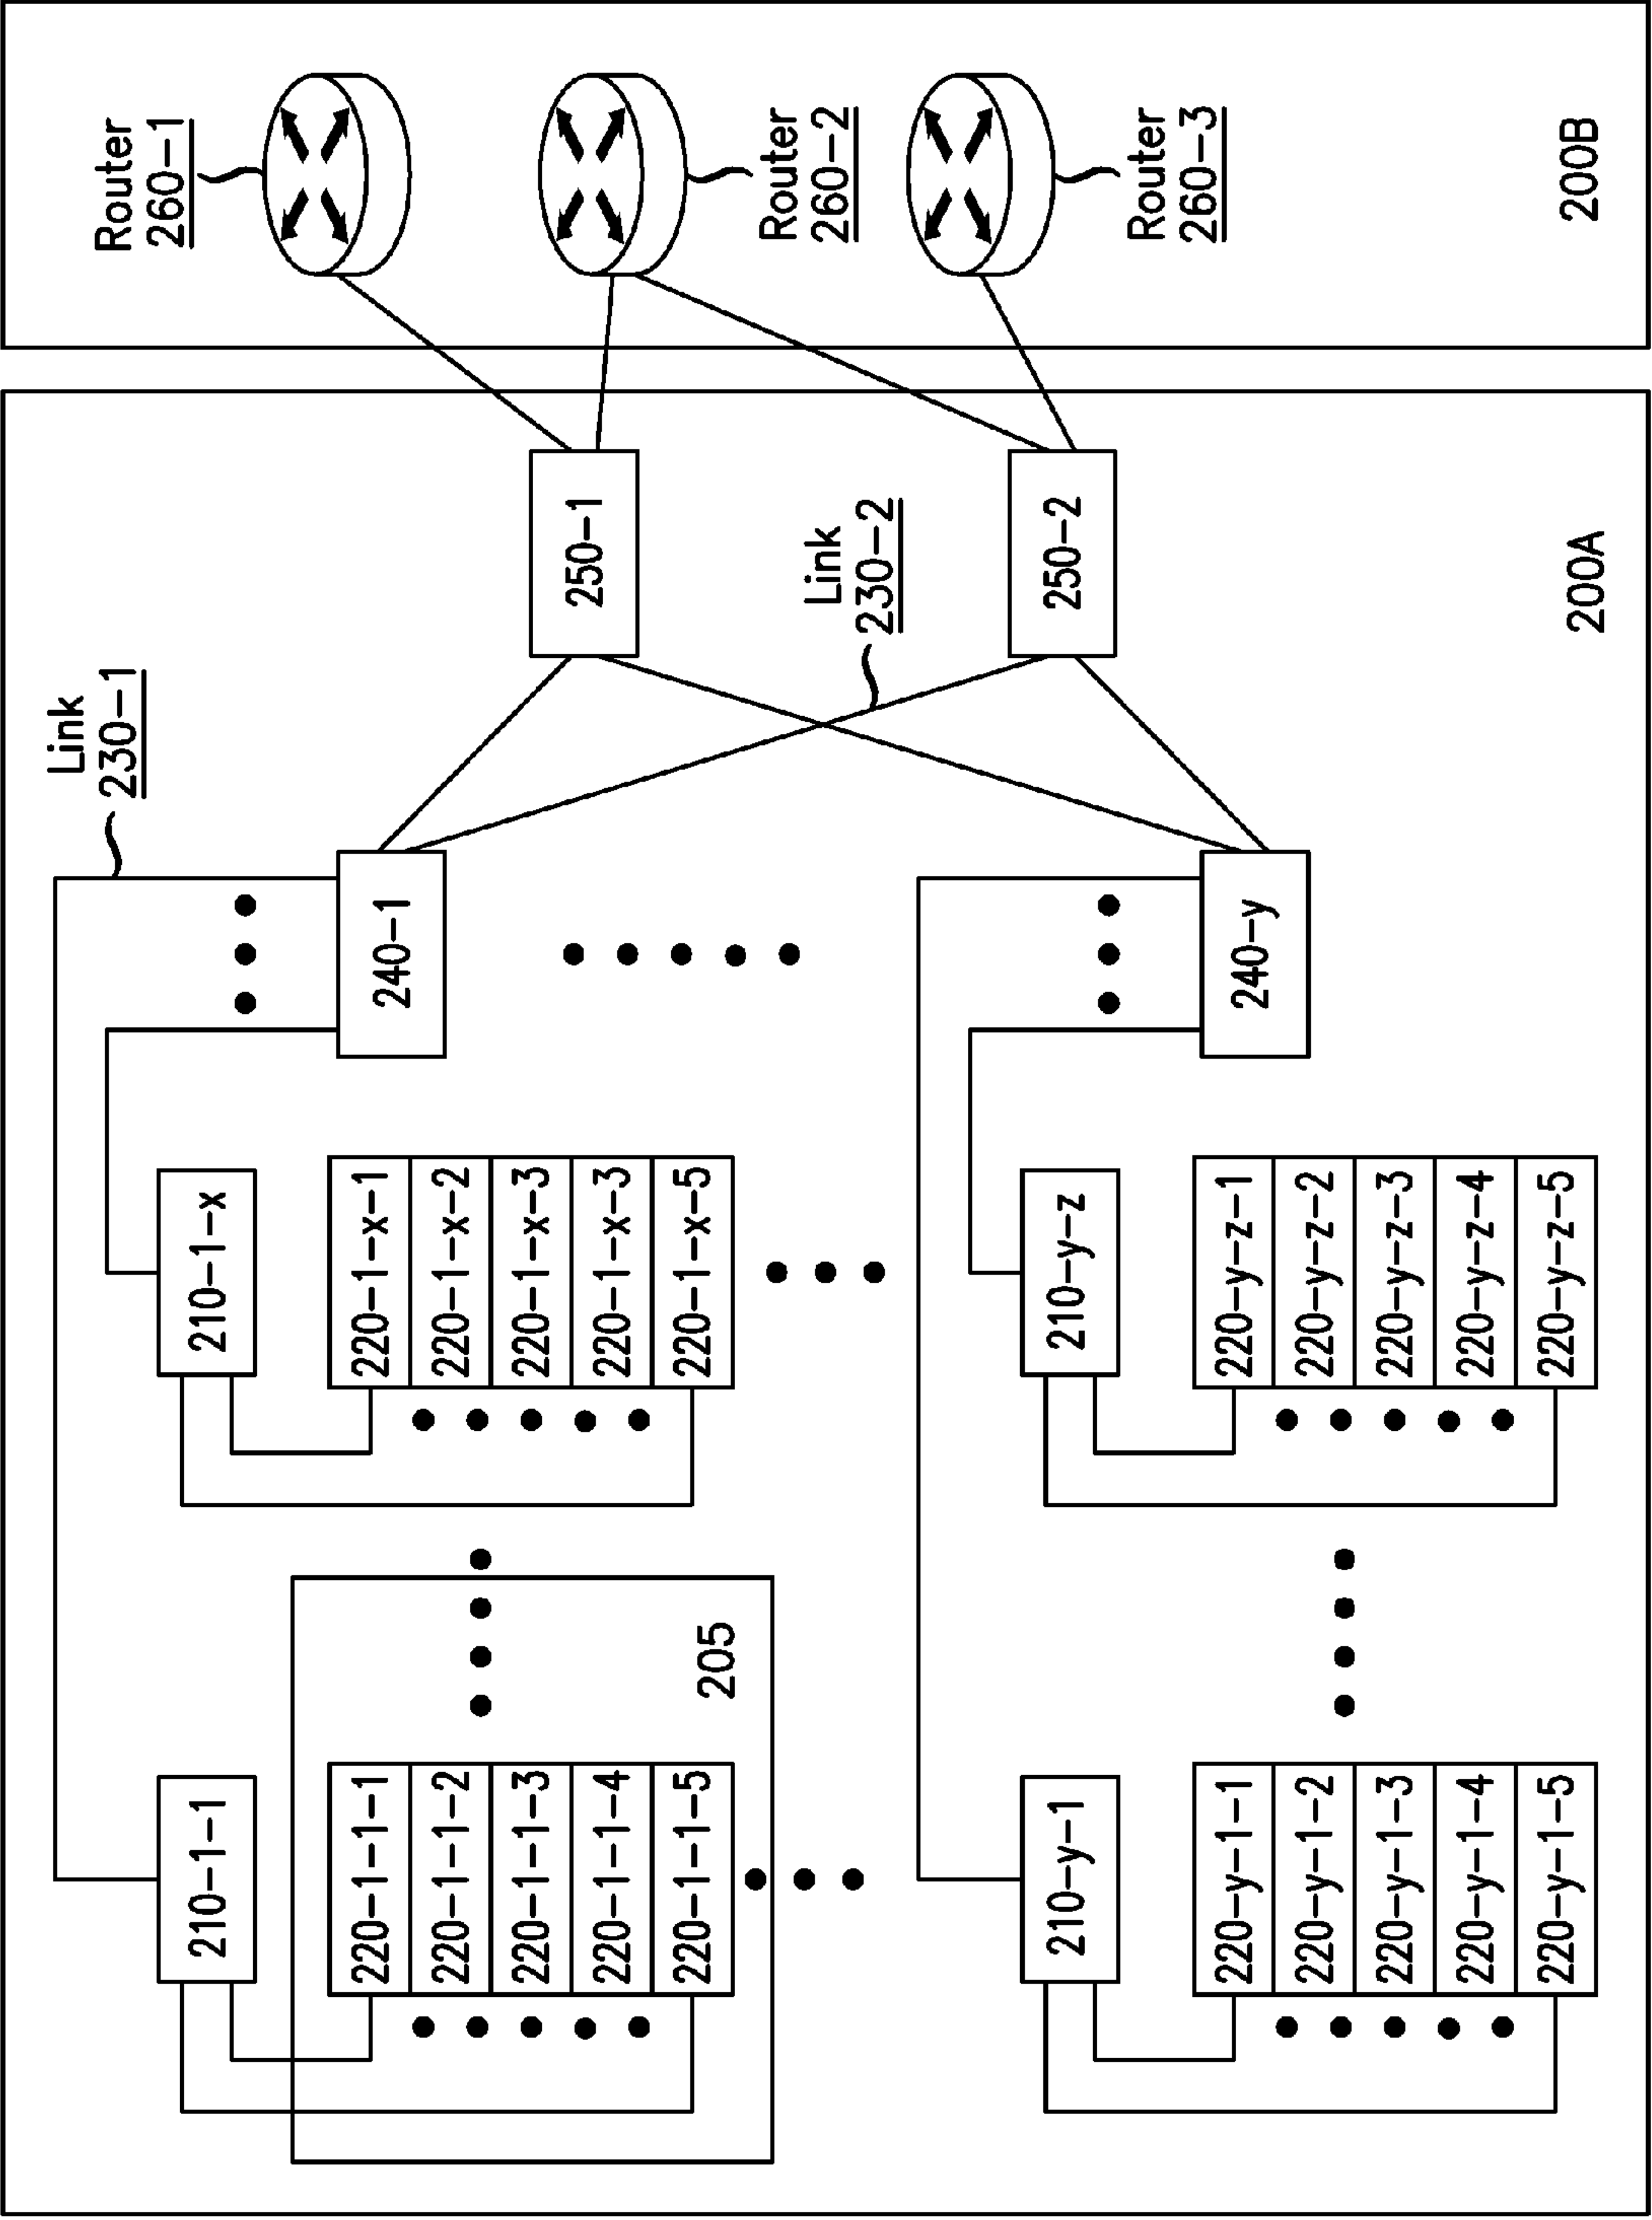 Link
230-1
Router
260-1
210-1-1
210-1-x
220-1-1-1
220-1-1-2
220-1-1-3
220-1-1-4
220-1-1-5
205
220-1-x-1
220-1-x-2
220-1-x-3
220-1-x-3
220-1-x-5
240-1
250-1
Router
260-2
Link
230-2
250-2
Router
260-3
210-y-1
210-y-z
220-y-1-1
220-y-1-2
220-y-1-3
220-y-1-4
220-y-1-5
220-y-z-1
220-y-z-2
220-y-z-3
220-y-z-4
220-y-z-5
240-y
200A
200B